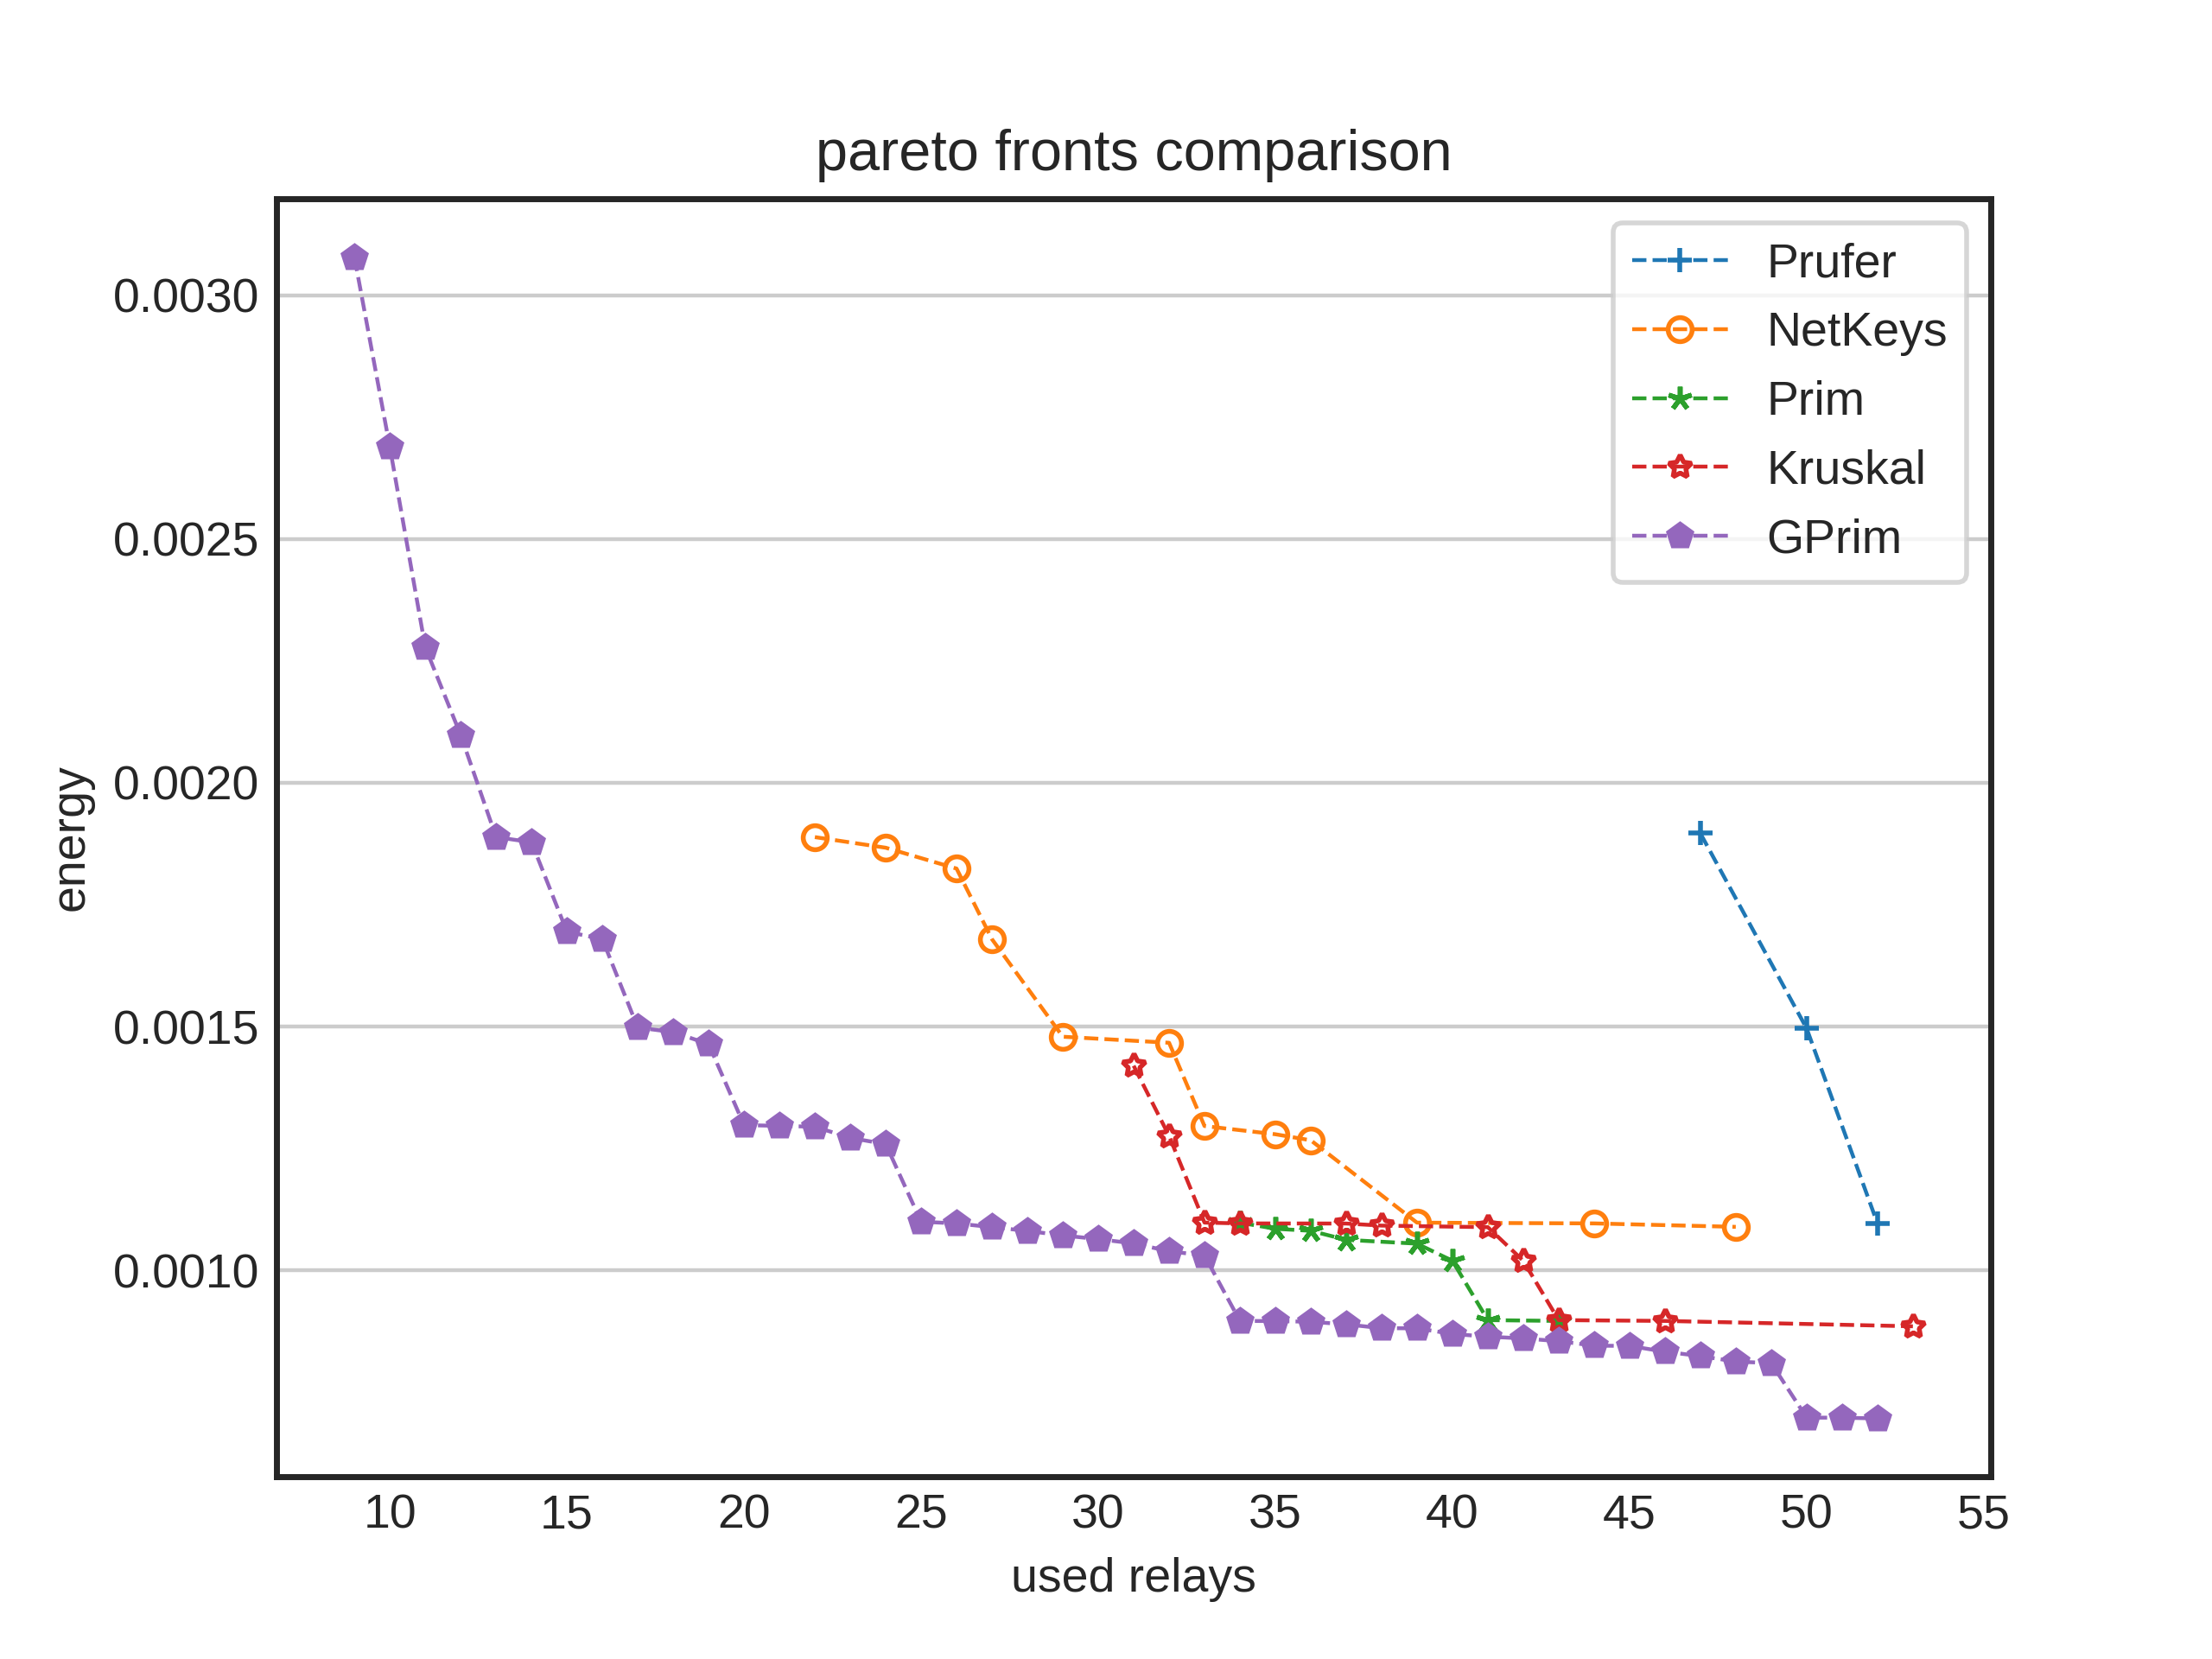 pareto fronts comparison
Prufer
NetKeys
Prim
Kruskal
GPrim
0.0030
0.0025
0.0020
0.0015
0.0010
energy
10 15 20 25 30 35 40 45 50 55
used relays